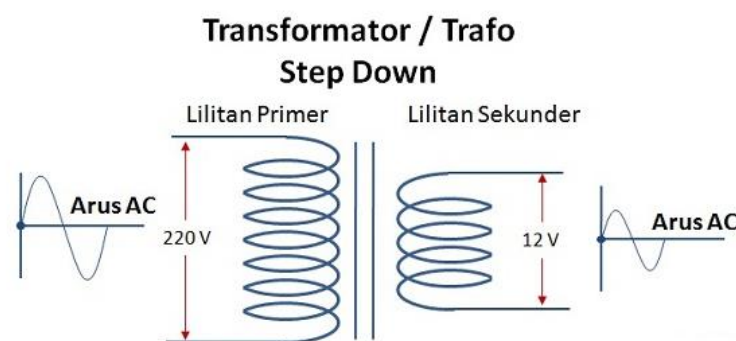 Transformator / Trafo
Step Down
Lilitan Primer
Lilitan Sekunder
Arus AC
220 V
12 V
Arus AC